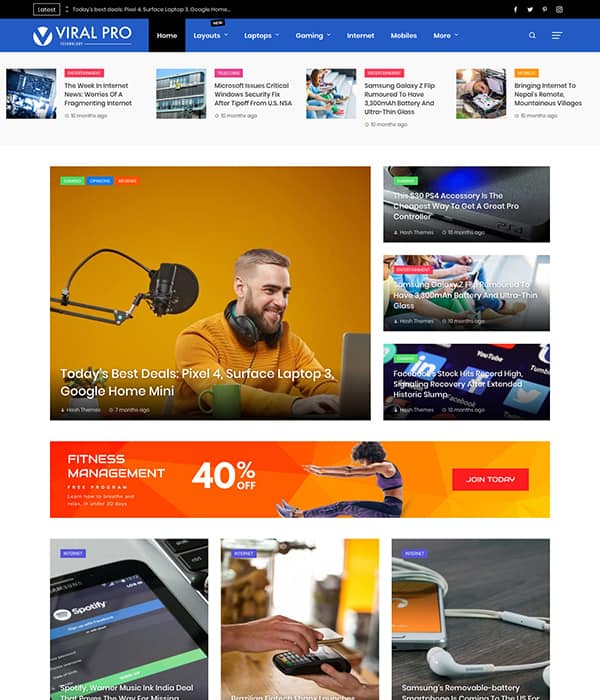 Latest
Today's best deals: Pixel 4, Surface Laptop 3, Google Home...
VIRAL PRO
TECHNOLOGY
Home
Layouts
NEW
Laptops
Gaming
Internet
Mobiles
More
ENTERTAINMENT
The Week In Internet
News: Worries Of A
Fragmenting Internet
10 months ago
TELECOMS
Microsoft Issues Critical
Windows Security Fix
After Tipoff From U.S. NSA
10 months ago
ENTERTAINMENT
Samsung Galaxy Z Flip
Rumoured To Have
3,300mAh Battery And
Ultra-Thin Glass
10 months ago
MOBILES
Bringing Internet To
Nepal's Remote,
Mountainous Villages
10 months ago
GAMING OPINIONS REVIEWS
Today's Best Deals: Pixel 4, Surface Laptop 3,
Google Home Mini
Hash Themes 7 months ago
GAMING
This $30 PS4 Accessory Is The
Cheapest Way To Get A Great Pro
Controller
Hash Themes 10 months ago
ENTERTAINMENT
Samsung Galaxy Z Flip Rumoured To
Have 3,300mAh Battery And Ultra-Thin
Glass
Hash Themes 10 months ago
Facebook's Stock Hits Record High,
Signaling Recovery After Extended
Historic Slump
Hash Themes 10 months ago
YouTube
FITNESS
MANAGEMENT
FREE PROGRAM
Learn how to breathe and
relax, in under 30 days
40% OFF
JOIN TODAY
INTERNET
Spotify
Sign up with Facebook
Spotify, Warner Music Ink India Deal
That Paves The Way For Missing
INTERNET
Brazilian Fintech Ebanx Launches
INTERNET
Samsung's Removable-battery
Smartphone Is Coming To The US For